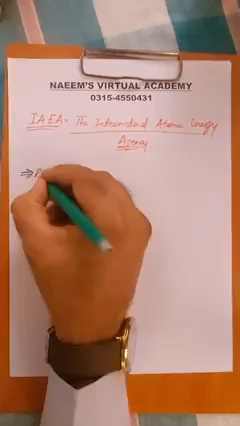 NAEEM'S VIRTUAL ACADEMY
0315-4550431
IAEA:- The International Atomic Energy
Agency
⇒